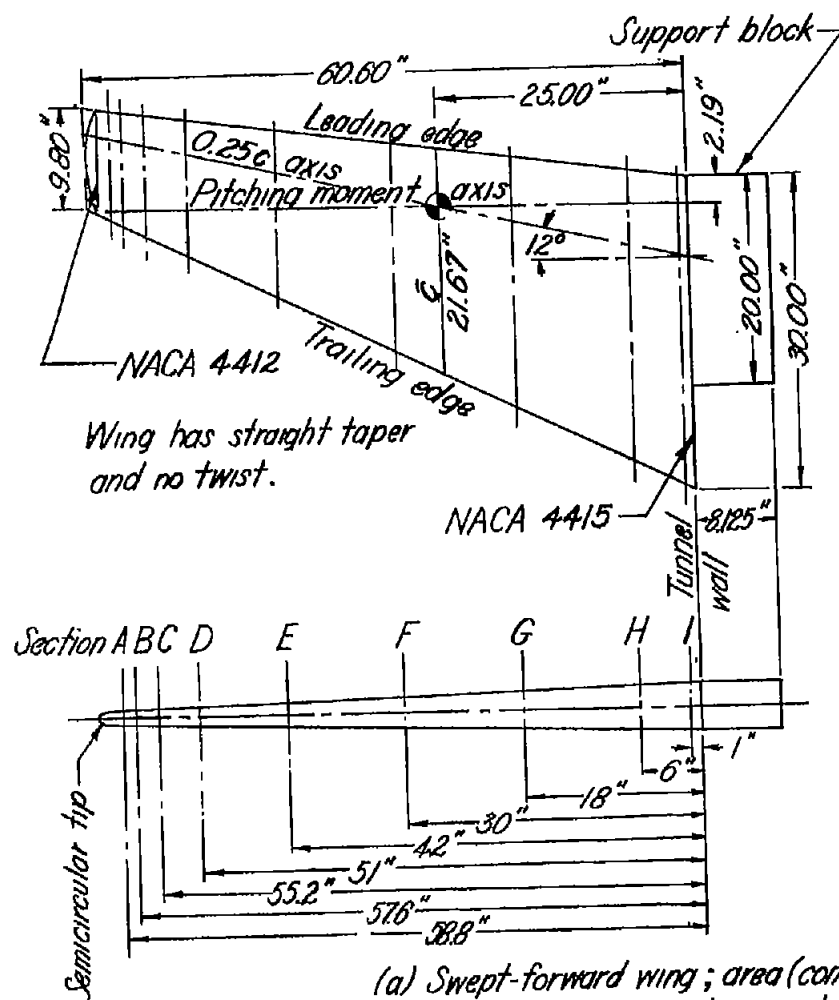 Support block
60.60"
25.00"
2.19"
Leading edge
0.25c axis
9.80"
Pitching moment axis
12°
c̄
21.67"
20.00"
30.00"
Trailing edge
NACA 4412
Wing has straight taper
and no twist.
NACA 4415
8.125"
Tunnel
wall
Section A B C D E F G H I
1"
6"
18"
30"
42"
51"
55.2"
57.6"
58.8"
Semicircular tip
(a) Swept-forward wing; area (con